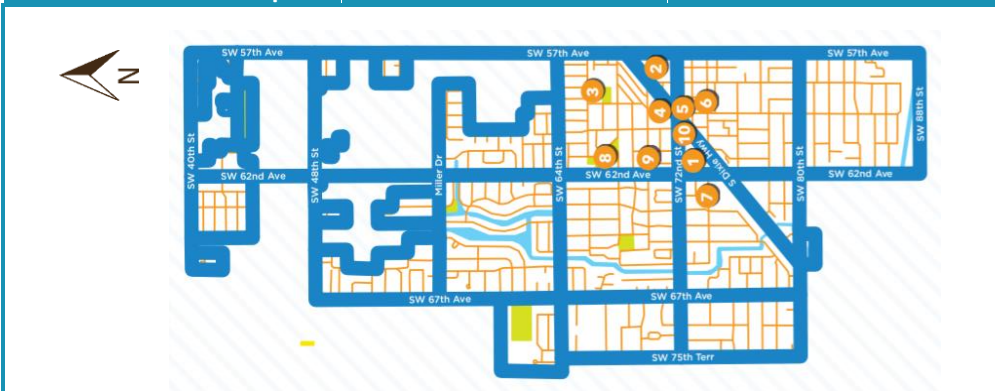 N
SW 57th Ave
SW 57th Ave
SW 57th Ave
2
3
4
5
6
10
8
9
1
7
SW 40th St
SW 48th St
Miller Dr
SW 64th St
SW 72nd St
S Dixie Hwy
SW 80th St
SW 88th St
SW 62nd Ave
SW 62nd Ave
SW 62nd Ave
SW 67th Ave
SW 67th Ave
SW 75th Terr